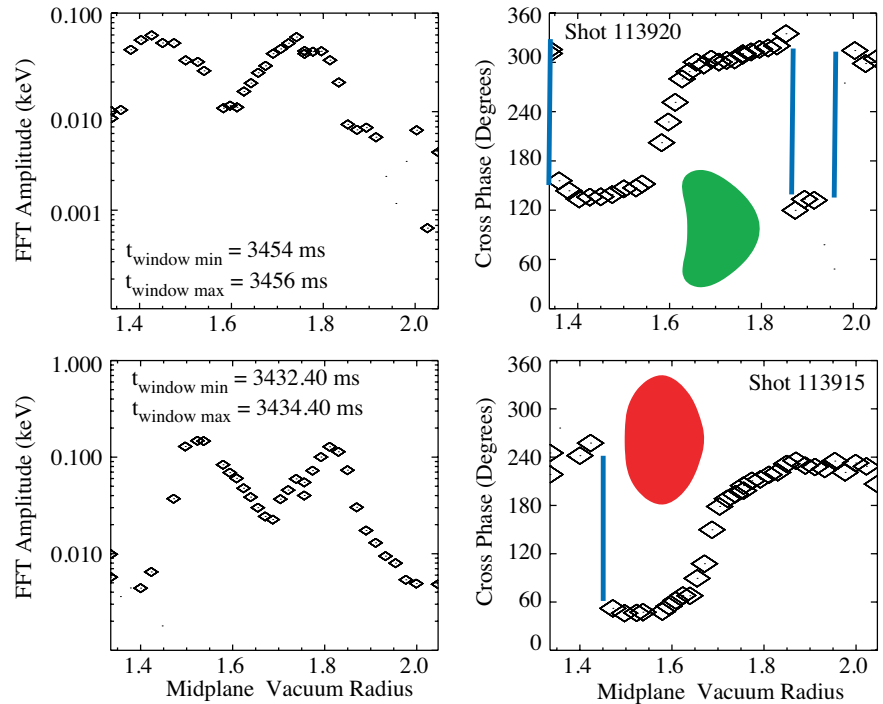 FFT Amplitude (keV)
0.100
0.010
0.001
t window min = 3454 ms
t window max = 3456 ms
1.4 1.6 1.8 2.0
Cross Phase (Degrees)
360
300
240
180
120
60
0
Shot 113920
1.4 1.6 1.8 2.0
FFT Amplitude (keV)
1.000
0.100
0.010
t window min = 3432.40 ms
t window max = 3434.40 ms
1.4 1.6 1.8 2.0
Midplane Vacuum Radius
Cross Phase (Degrees)
360
300
240
180
120
60
0
Shot 113915
1.4 1.6 1.8 2.0
Midplane Vacuum Radius